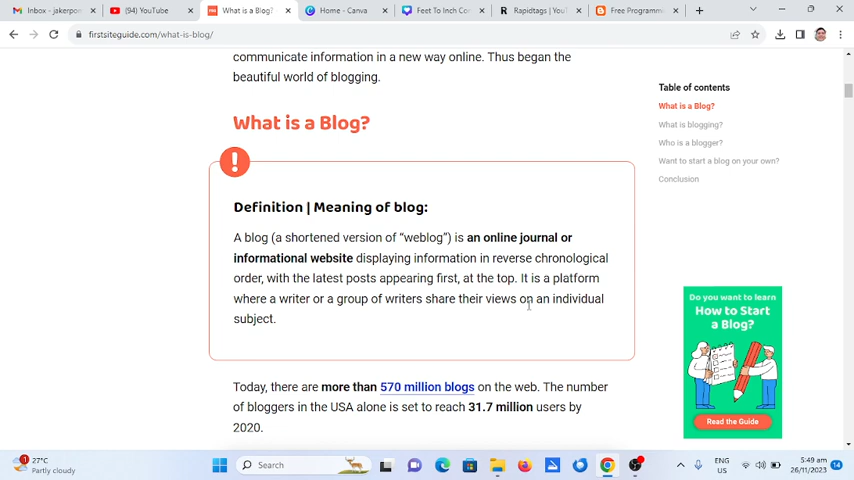 Inbox - jakerpon
(94) YouTube
What is a Blog?
Home - Canva
Feet To Inch Con
Rapidtags | You
Free Programm
firstsiteguide.com/what-is-blog/
communicate information in a new way online. Thus began the
beautiful world of blogging.
What is a Blog?
Definition | Meaning of blog:
A blog (a shortened version of “weblog”) is an online journal or
informational website displaying information in reverse chronological
order, with the latest posts appearing first, at the top. It is a platform
where a writer or a group of writers share their views on an individual
subject.
Today, there are more than 570 million blogs on the web. The number
of bloggers in the USA alone is set to reach 31.7 million users by
2020.
Table of contents
What is a Blog?
What is blogging?
Who is a blogger?
Want to start a blog on your own?
Conclusion
Do you want to learn
How to Start
a Blog?
Read the Guide
1
27°C
Partly cloudy
Search
ENG
US
5:49 am
26/11/2023
14